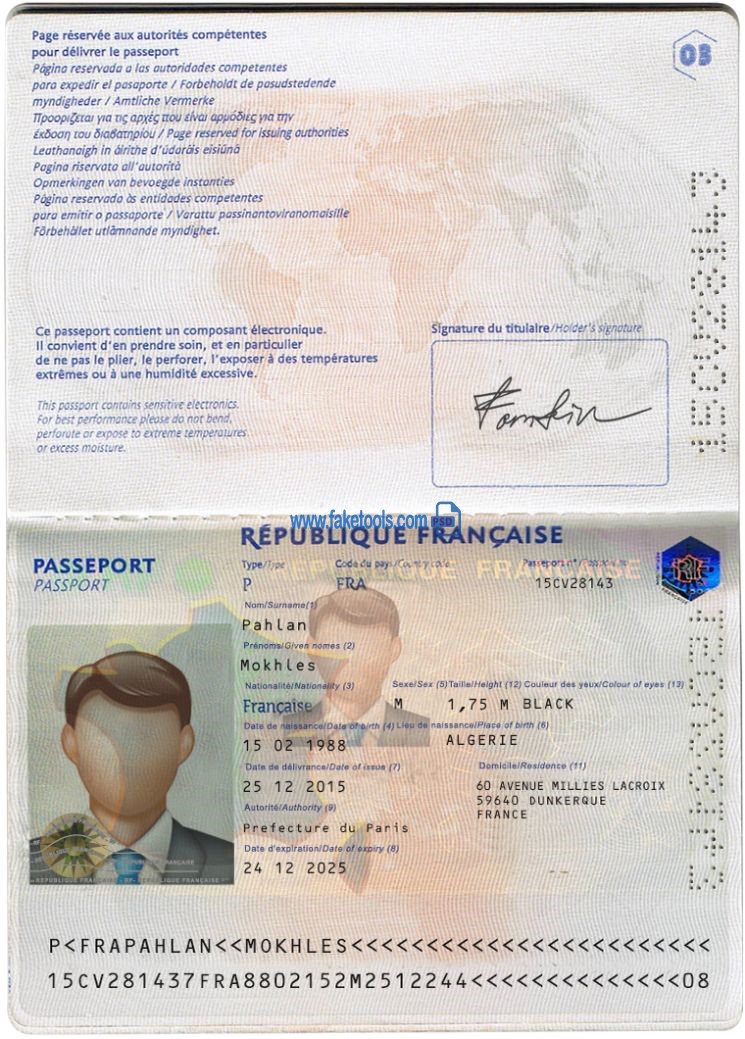 Page réservée aux autorités compétentes
pour délivrer le passeport
Página reservada a las autoridades competentes
para expedir el pasaporte / Forbeholdt de pasudstedende
myndigheder / Amtliche Vermerke
Προορίζεται για τις αρχές που είναι αρμόδιες για την
έκδοση του διαβατηρίου / Page reserved for issuing authorities
Leathanaigh in áirithe d'údaráis eisiúná
Pagina riservata all'autorità
Opmerkingen van bevoegde instanties
Página reservada às entidades competentes
para emitir o passaporte / Varattu passinantoviranomaisille
Förbehållet utlämnande myndighet.
03
15CV28143
Ce passeport contient un composant électronique.
Il convient d'en prendre soin, et en particulier
de ne pas le plier, le perforer, l'exposer à des températures
extrêmes ou à une humidité excessive.
This passport contains sensitive electronics.
For best performance please do not bend,
perforate or expose to extreme temperatures
or excess moisture.
Signature du titulaire/Holder's signature
www.faketools.com PSD
RÉPUBLIQUE FRANÇAISE
PASSEPORT
PASSPORT
Type/Type Code du pays/Country code Passeport n°
P FRA 15CV28143
RÉPUBLIQUE FRANÇAISE
Nom/Surname(1)
Pahlan
Prénoms/Given nomes (2)
Mokhles
Nationalité/Nationality (3) Sexe/Sex (5) Taille/Height (12) Couleur des yeux/Colour of eyes (13)
Française M 1,75 M BLACK
Date de naissance/Date of birth (4) Lieu de naissance/Place of birth (6)
15 02 1988 ALGERIE
Date de délivrance/Date of issue (7) Domicile/Residence (11)
25 12 2015 60 AVENUE MILLIES LACROIX
59640 DUNKERQUE
FRANCE
Autorité/Authority (9)
Prefecture du Paris
Date d'expiration/Date of expiry (8)
24 12 2025
P<FRAPAHLAN<<MOKHLES<<<<<<<<<<<<<<<<<<<<<<<<
15CV281437FRA8802152M2512244<<<<<<<<<<<<<<08